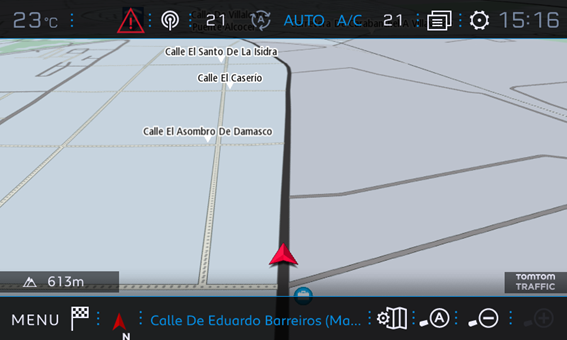 23°C 21 A AUTO A/C 21 15:16
Calle El Santo De La Isidra
Calle El Caserío
Calle El Asombro De Damasco
613m
TOMTOM
TRAFFIC
MENU Calle De Eduardo Barreiros (Ma... A
N